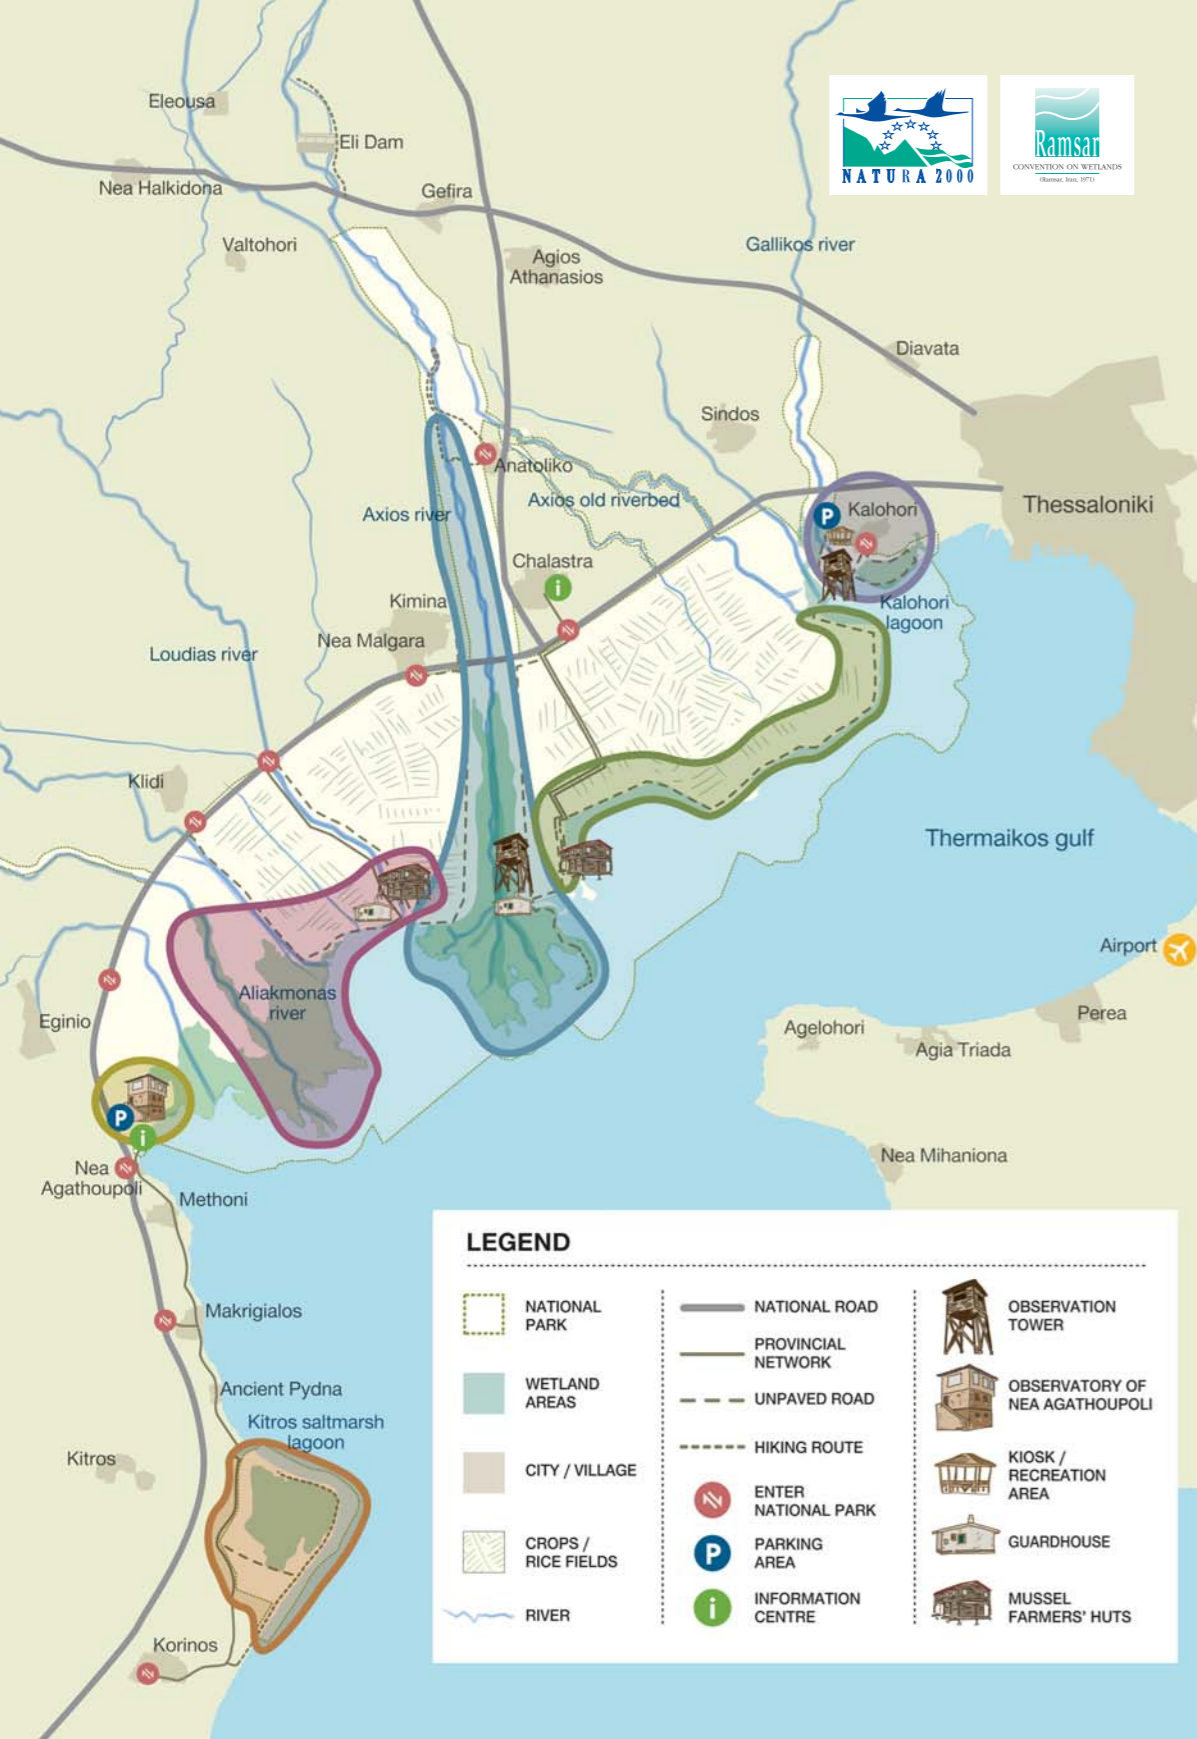 Eleousa
Eli Dam
NATURA 2000
Ramsar
CONVENTION ON WETLANDS
(Ramsar, Iran, 1971)
Nea Halkidona
Gefira
Valtohori
Gallikos river
Agios
Athanasios
Diavata
Sindos
Anatoliko
Axios river
Axios old riverbed
P
Kalohori
Thessaloniki
Chalastra
i
Kimina
Kalohori
lagoon
Nea Malgara
Loudias river
Klidi
Thermaikos gulf
Airport
Aliakmonas
river
Eginio
Agelohori
Perea
Agia Triada
P
i
Nea
Agathoupoli
Nea Mihaniona
Methoni
Makrigialos
Ancient Pydna
Kitros saltmarsh
lagoon
Kitros
Korinos
LEGEND
NATIONAL
PARK
WETLAND
AREAS
CITY / VILLAGE
CROPS /
RICE FIELDS
RIVER
NATIONAL ROAD
PROVINCIAL
NETWORK
UNPAVED ROAD
HIKING ROUTE
ENTER
NATIONAL PARK
P
PARKING
AREA
i
INFORMATION
CENTRE
OBSERVATION
TOWER
OBSERVATORY OF
NEA AGATHOUPOLI
KIOSK /
RECREATION
AREA
GUARDHOUSE
MUSSEL
FARMERS' HUTS